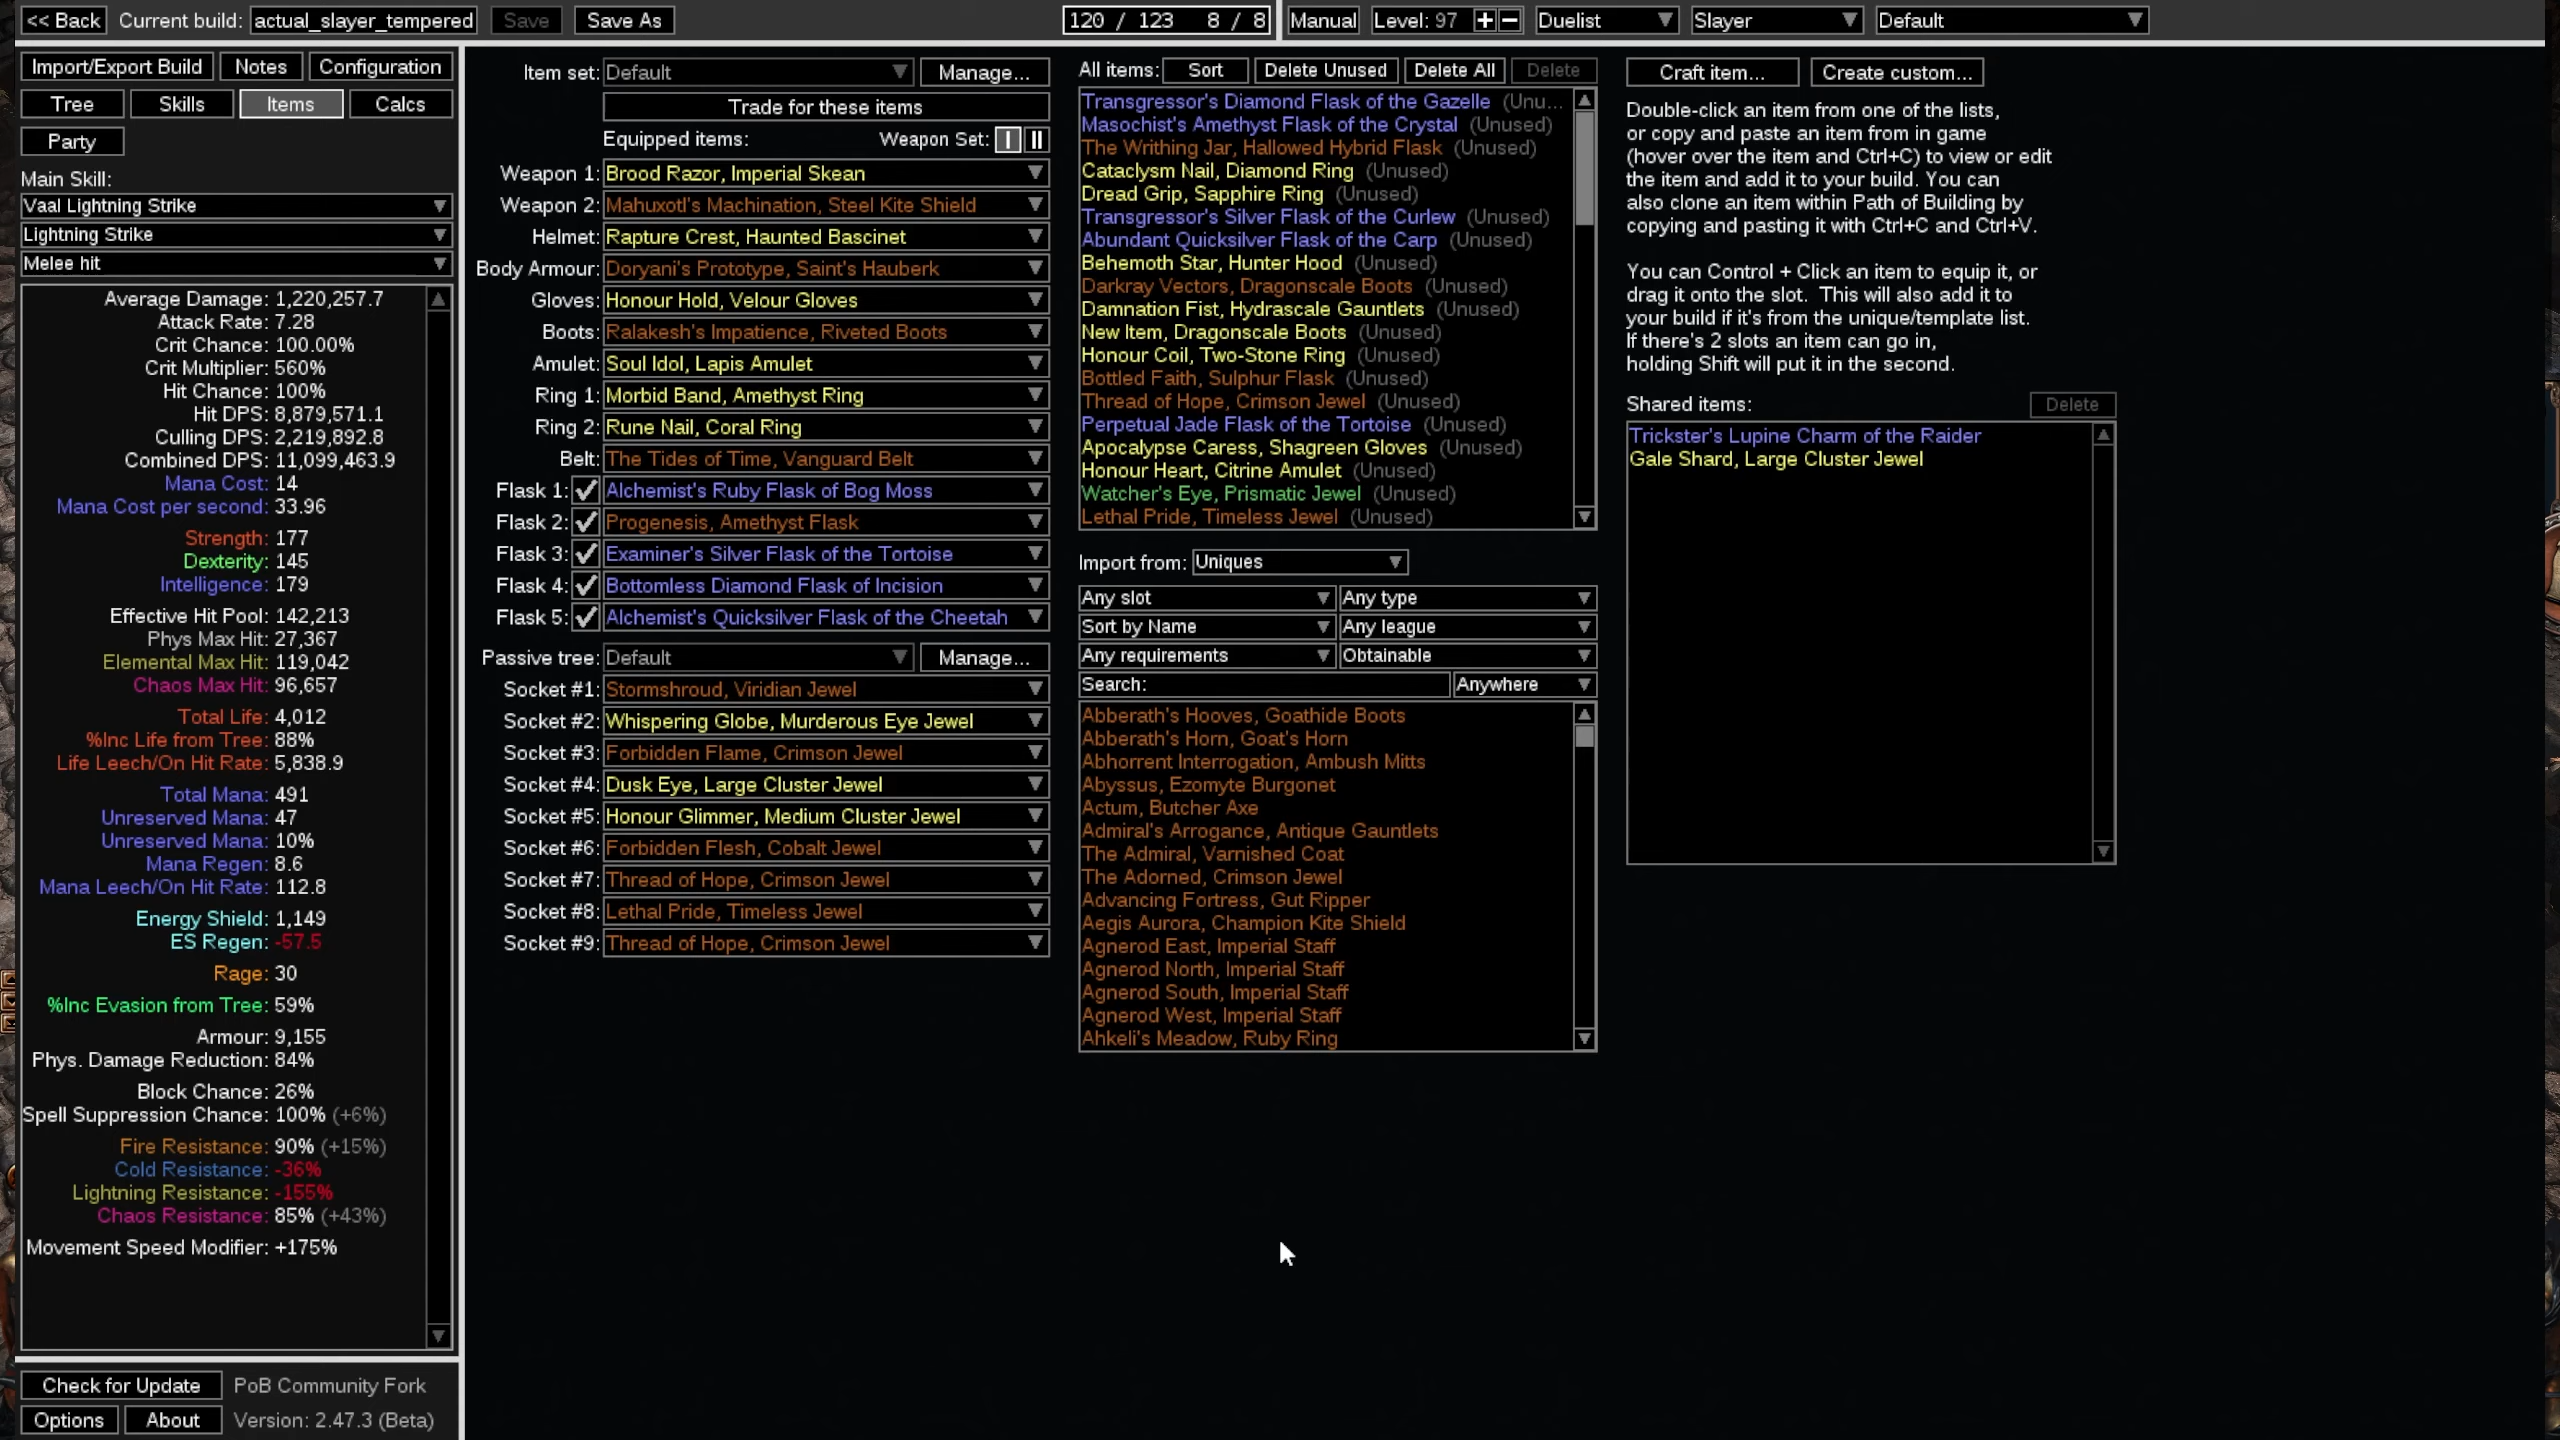 << Back Current build: actual_slayer_tempered Save Save As 120 / 123 8 / 8 Manual Level: 97 Duelist Slayer Default
Import/Export Build Notes Configuration
Tree Skills Items Calcs
Party
Main Skill:
Vaal Lightning Strike
Lightning Strike
Melee hit
Average Damage: 1,220,257.7
Attack Rate: 7.28
Crit Chance: 100.00%
Crit Multiplier: 560%
Hit Chance: 100%
Hit DPS: 8,879,571.1
Culling DPS: 2,219,892.8
Combined DPS: 11,099,463.9
Mana Cost: 14
Mana Cost per second: 33.96
Strength: 177
Dexterity: 145
Intelligence: 179
Effective Hit Pool: 142,213
Phys Max Hit: 27,367
Elemental Max Hit: 119,042
Chaos Max Hit: 96,657
Total Life: 4,012
%Inc Life from Tree: 88%
Life Leech/On Hit Rate: 5,838.9
Total Mana: 491
Unreserved Mana: 47
Unreserved Mana: 10%
Mana Regen: 8.6
Mana Leech/On Hit Rate: 112.8
Energy Shield: 1,149
ES Regen: -57.5
Rage: 30
%Inc Evasion from Tree: 59%
Armour: 9,155
Phys. Damage Reduction: 84%
Block Chance: 26%
Spell Suppression Chance: 100% (+6%)
Fire Resistance: 90% (+15%)
Cold Resistance: -36%
Lightning Resistance: -155%
Chaos Resistance: 85% (+43%)
Movement Speed Modifier: +175%
Check for Update PoB Community Fork
Options About Version: 2.47.3 (Beta)
Item set: Default Manage...
Trade for these items
Equipped items: Weapon Set: I II
Weapon 1: Brood Razor, Imperial Skean
Weapon 2: Mahuxotl's Machination, Steel Kite Shield
Helmet: Rapture Crest, Haunted Bascinet
Body Armour: Doryani's Prototype, Saint's Hauberk
Gloves: Honour Hold, Velour Gloves
Boots: Ralakesh's Impatience, Riveted Boots
Amulet: Soul Idol, Lapis Amulet
Ring 1: Morbid Band, Amethyst Ring
Ring 2: Rune Nail, Coral Ring
Belt: The Tides of Time, Vanguard Belt
Flask 1: Alchemist's Ruby Flask of Bog Moss
Flask 2: Progenesis, Amethyst Flask
Flask 3: Examiner's Silver Flask of the Tortoise
Flask 4: Bottomless Diamond Flask of Incision
Flask 5: Alchemist's Quicksilver Flask of the Cheetah
Passive tree: Default Manage...
Socket #1: Stormshroud, Viridian Jewel
Socket #2: Whispering Globe, Murderous Eye Jewel
Socket #3: Forbidden Flame, Crimson Jewel
Socket #4: Dusk Eye, Large Cluster Jewel
Socket #5: Honour Glimmer, Medium Cluster Jewel
Socket #6: Forbidden Flesh, Cobalt Jewel
Socket #7: Thread of Hope, Crimson Jewel
Socket #8: Lethal Pride, Timeless Jewel
Socket #9: Thread of Hope, Crimson Jewel
All items: Sort Delete Unused Delete All Delete
Transgressor's Diamond Flask of the Gazelle (Unu...
Masochist's Amethyst Flask of the Crystal (Unused)
The Writhing Jar, Hallowed Hybrid Flask (Unused)
Cataclysm Nail, Diamond Ring (Unused)
Dread Grip, Sapphire Ring (Unused)
Transgressor's Silver Flask of the Curlew (Unused)
Abundant Quicksilver Flask of the Carp (Unused)
Behemoth Star, Hunter Hood (Unused)
Darkray Vectors, Dragonscale Boots (Unused)
Damnation Fist, Hydrascale Gauntlets (Unused)
New Item, Dragonscale Boots (Unused)
Honour Coil, Two-Stone Ring (Unused)
Bottled Faith, Sulphur Flask (Unused)
Thread of Hope, Crimson Jewel (Unused)
Perpetual Jade Flask of the Tortoise (Unused)
Apocalypse Caress, Shagreen Gloves (Unused)
Honour Heart, Citrine Amulet (Unused)
Watcher's Eye, Prismatic Jewel (Unused)
Lethal Pride, Timeless Jewel (Unused)
Import from: Uniques
Any slot Any type
Sort by Name Any league
Any requirements Obtainable
Search: Anywhere
Abberath's Hooves, Goathide Boots
Abberath's Horn, Goat's Horn
Abhorrent Interrogation, Ambush Mitts
Abyssus, Ezomyte Burgonet
Actum, Butcher Axe
Admiral's Arrogance, Antique Gauntlets
The Admiral, Varnished Coat
The Adorned, Crimson Jewel
Advancing Fortress, Gut Ripper
Aegis Aurora, Champion Kite Shield
Agnerod East, Imperial Staff
Agnerod North, Imperial Staff
Agnerod South, Imperial Staff
Agnerod West, Imperial Staff
Ahkeli's Meadow, Ruby Ring
Craft item... Create custom...
Double-click an item from one of the lists,
or copy and paste an item from in game
(hover over the item and Ctrl+C) to view or edit
the item and add it to your build. You can
also clone an item within Path of Building by
copying and pasting it with Ctrl+C and Ctrl+V.
You can Control + Click an item to equip it, or
drag it onto the slot. This will also add it to
your build if it's from the unique/template list.
If there's 2 slots an item can go in,
holding Shift will put it in the second.
Shared items: Delete
Trickster's Lupine Charm of the Raider
Gale Shard, Large Cluster Jewel